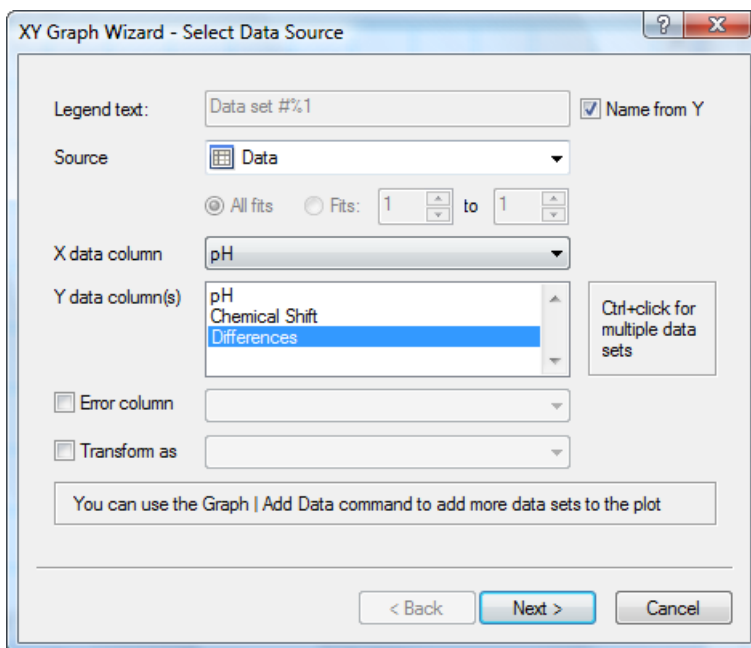 XY Graph Wizard - Select Data Source
?
X
Legend text:
Data set #%1
Name from Y
Source
Data
All fits
Fits:
1
to
1
X data column
pH
Y data column(s)
pH
Chemical Shift
Differences
Ctrl+click for
multiple data
sets
Error column
Transform as
You can use the Graph | Add Data command to add more data sets to the plot
< Back
Next >
Cancel